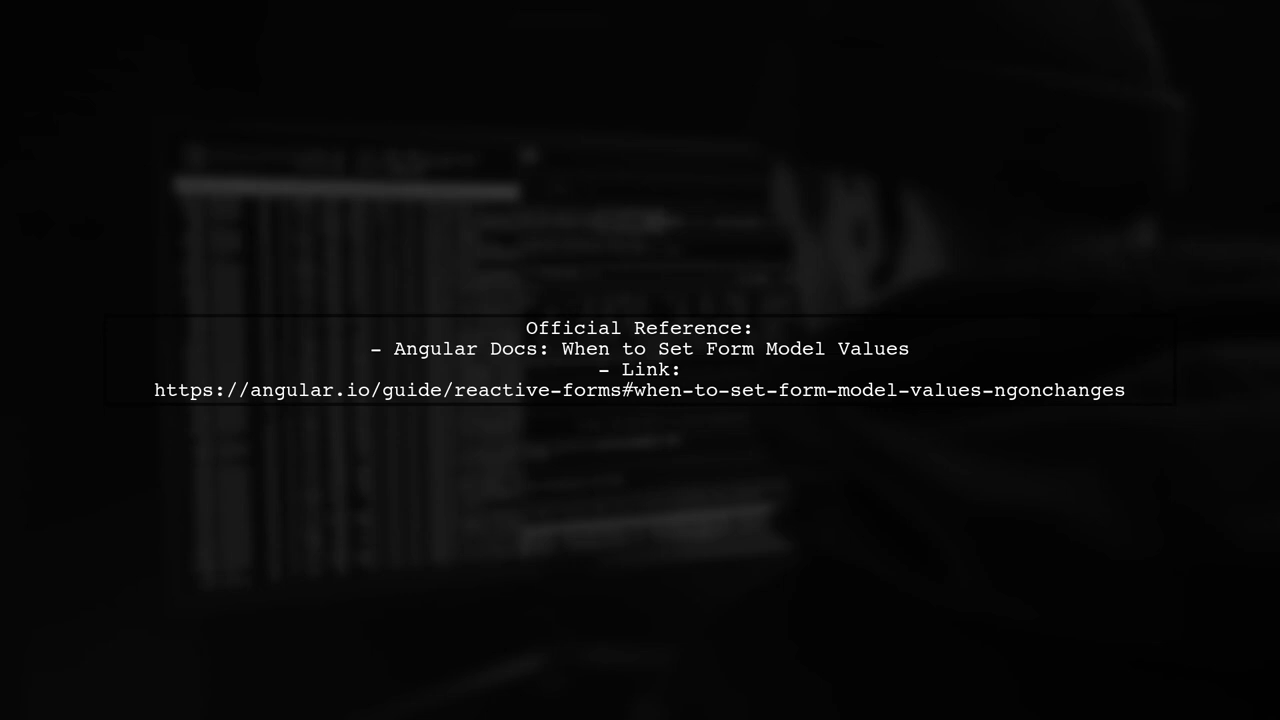 Official Reference:
- Angular Docs: When to Set Form Model Values
- Link:
https://angular.io/guide/reactive-forms#when-to-set-form-model-values-ngonchanges